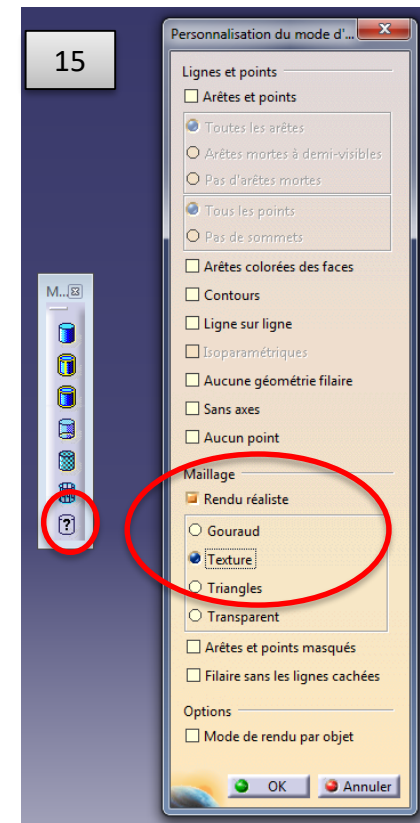 15
Personnalisation du mode d'...
Lignes et points
Arêtes et points
Toutes les arêtes
Arêtes mortes à demi-visibles
Pas d'arêtes mortes
Tous les points
Pas de sommets
Arêtes colorées des faces
M...
Contours
Ligne sur ligne
Isoparamétriques
Aucune géométrie filaire
Sans axes
Aucun point
Maillage
Rendu réaliste
?
Gouraud
Texture
Triangles
Transparent
Arêtes et points masqués
Filaire sans les lignes cachées
Options
Mode de rendu par objet
OK Annuler